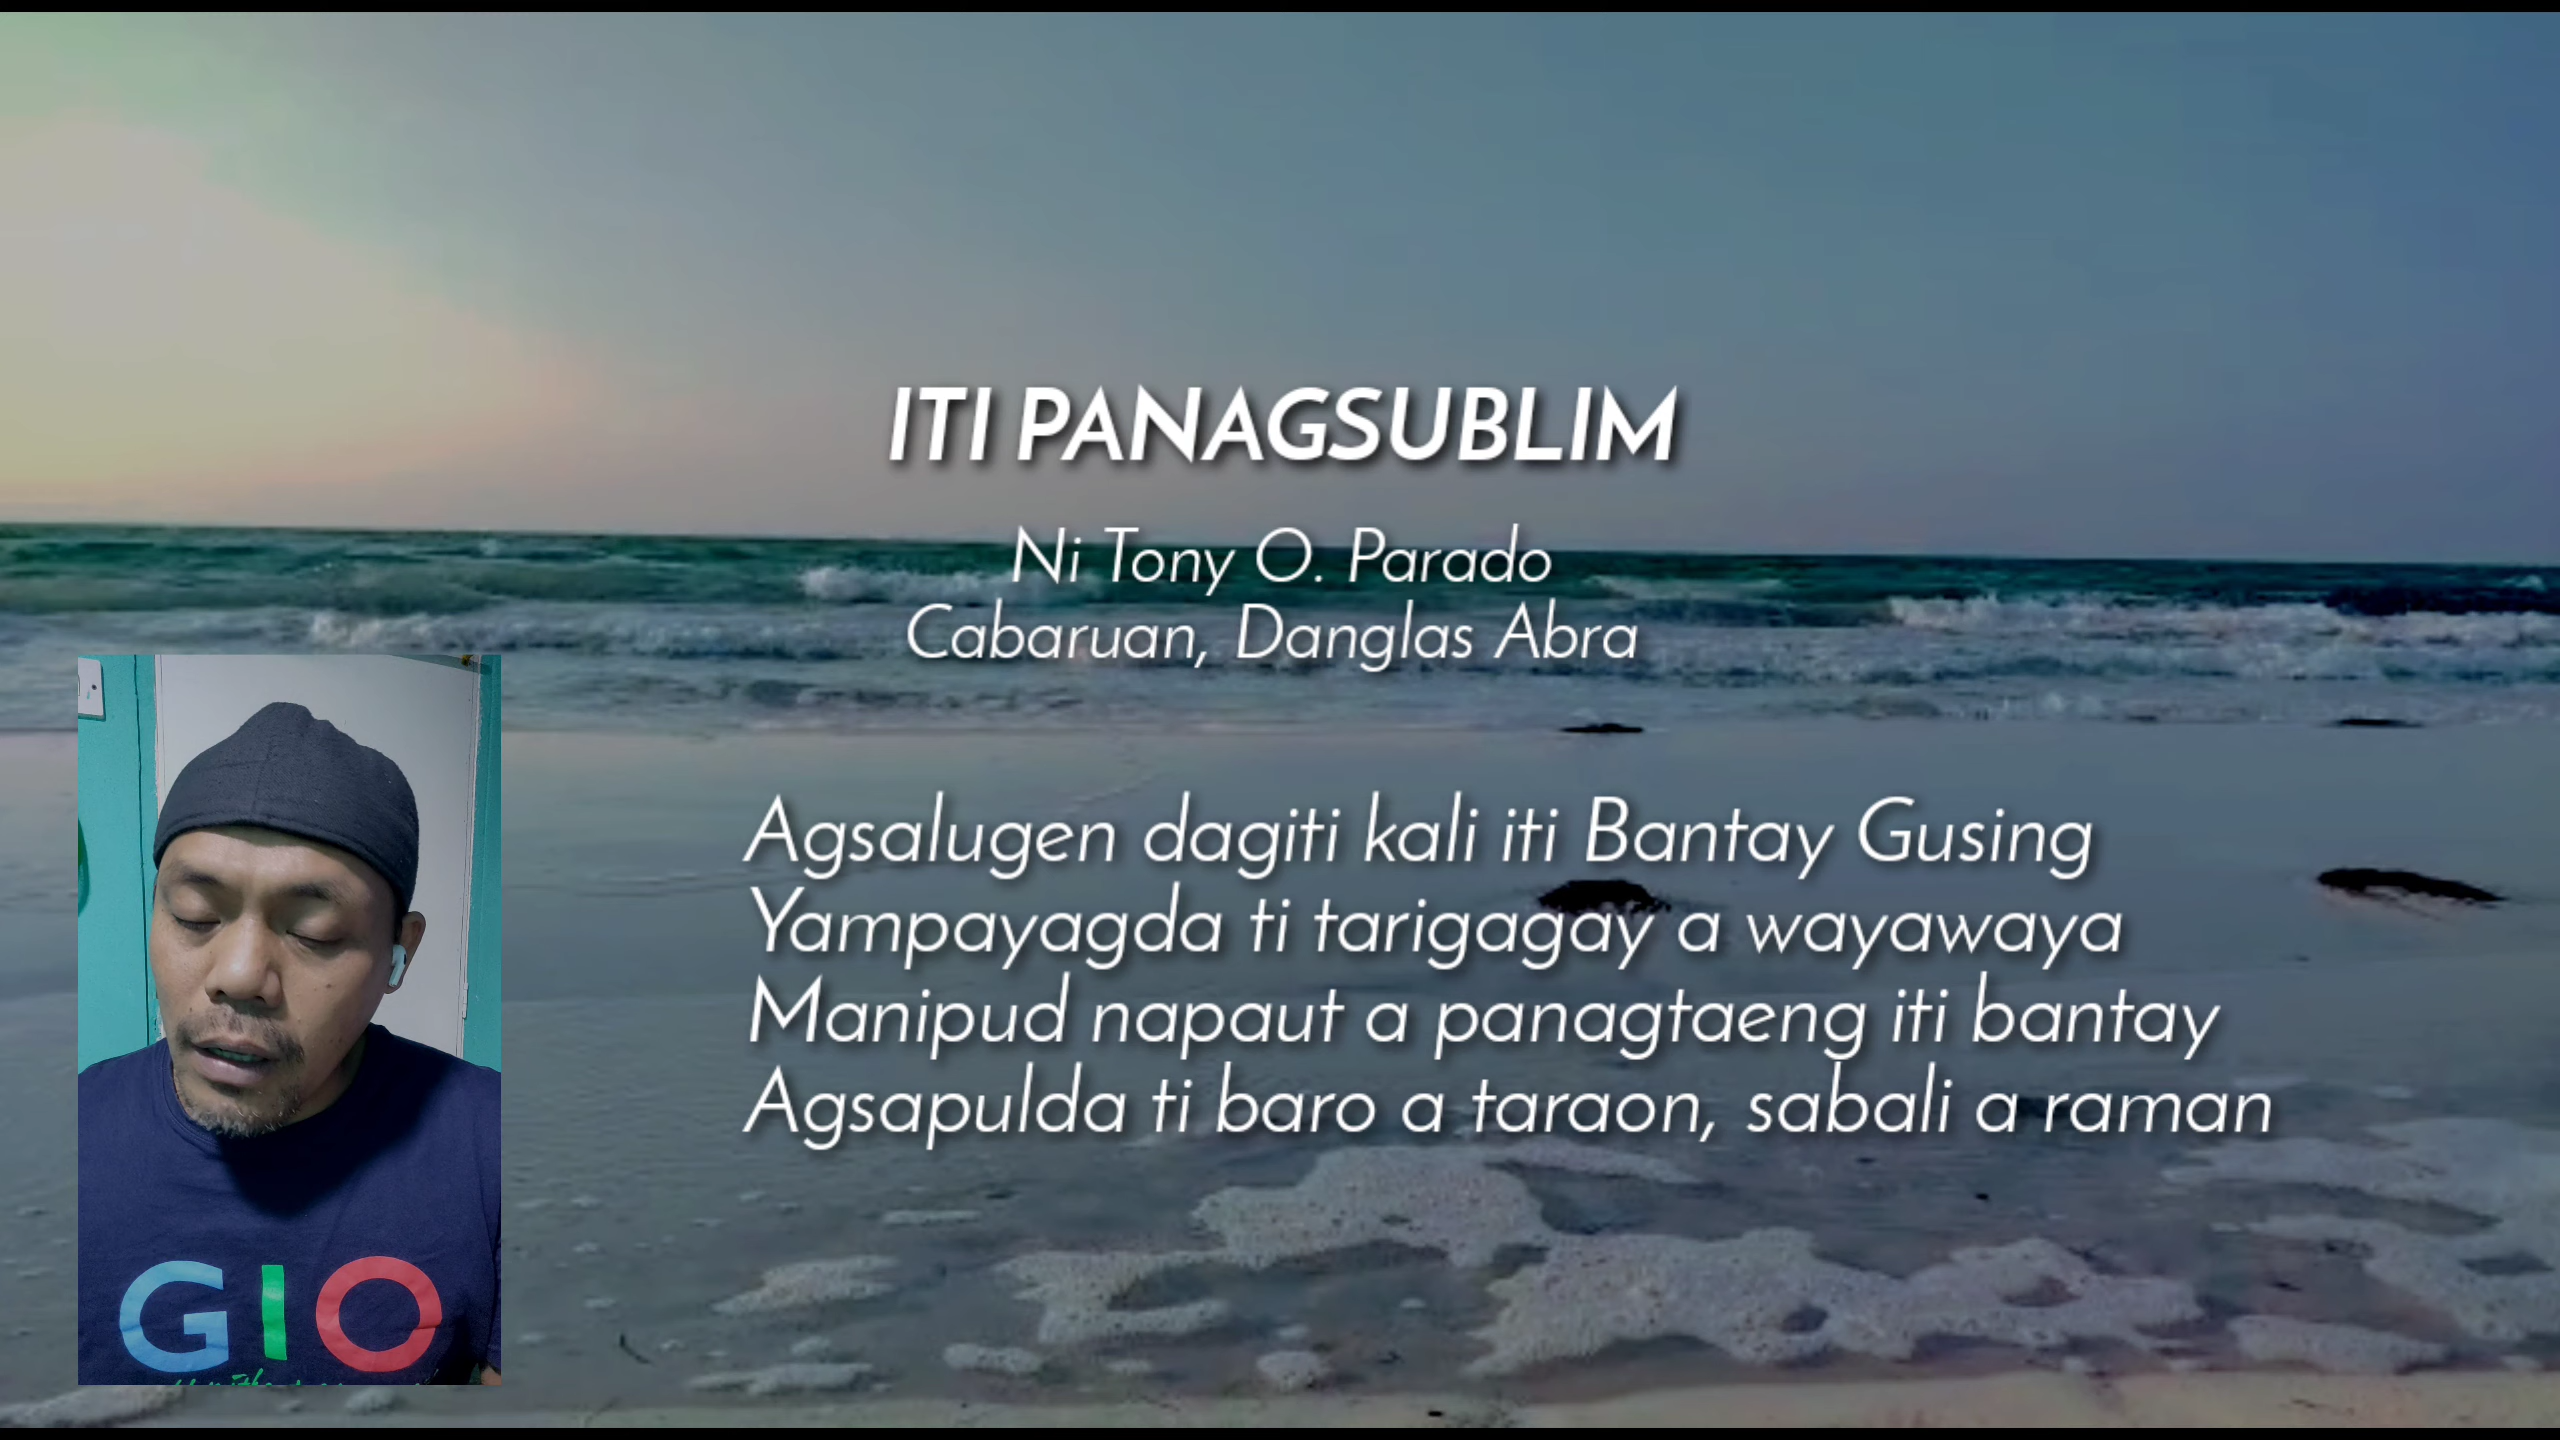 ITI PANAGSUBLIM
Ni Tony O. Parado
Cabaruan, Danglas Abra
Agsalugen dagiti kali iti Bantay Gusing
Yampayagda ti tarigagay a wayawaya
Manipud napaut a panagtaeng iti bantay
Agsapulda ti baro a taraon, sabali a raman
GIO